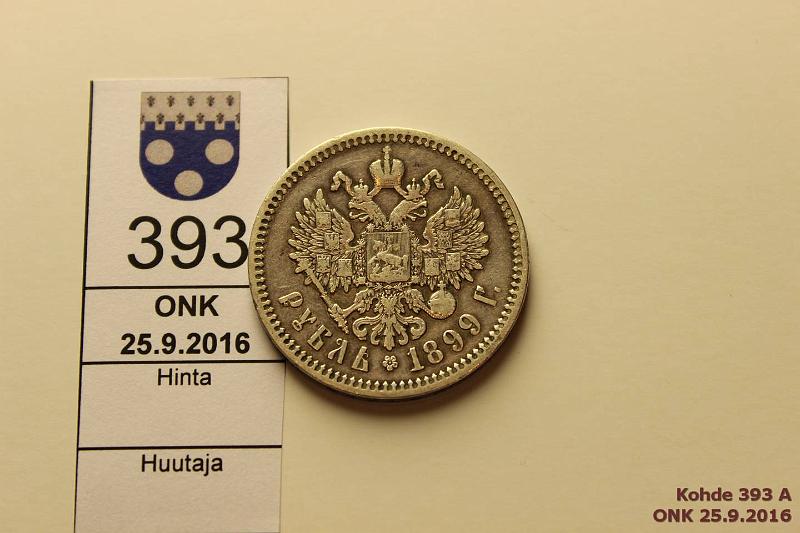 393
ONK
25.9.2016
Hinta
Huutaja
РУБЛЬ 1899 Г.
Kohde 393 A
ONK 25.9.2016